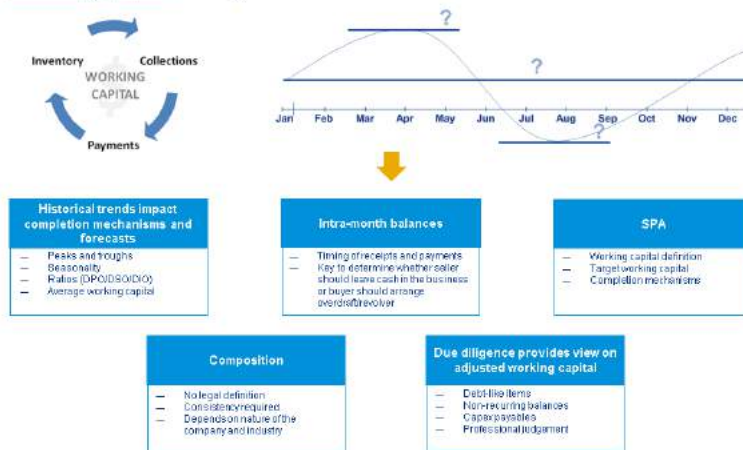 ?
Inventory
Collections
WORKING
CAPITAL
?
Payments
Jan Feb Mar Apr May Jun Jul Aug Sep Oct Nov Dec
?
Historical trends impact
completion mechanisms and
forecasts
— Peaks and troughs
— Seasonality
— Ratios (DPO/DSO/DIO)
— Average working capital
Intra-month balances
— Timing of receipts and payments
— Key to determine whether seller
should leave cash in the business
or buyer should arrange
overdraft/revolver
SPA
— Working capital definition
— Target working capital
— Completion mechanisms
Composition
— No legal definition
— Consistency required
— Depends on nature of the
company and industry
Due diligence provides view on
adjusted working capital
— Debt-like items
— Non-recurring balances
— Capex payables
— Professional judgement